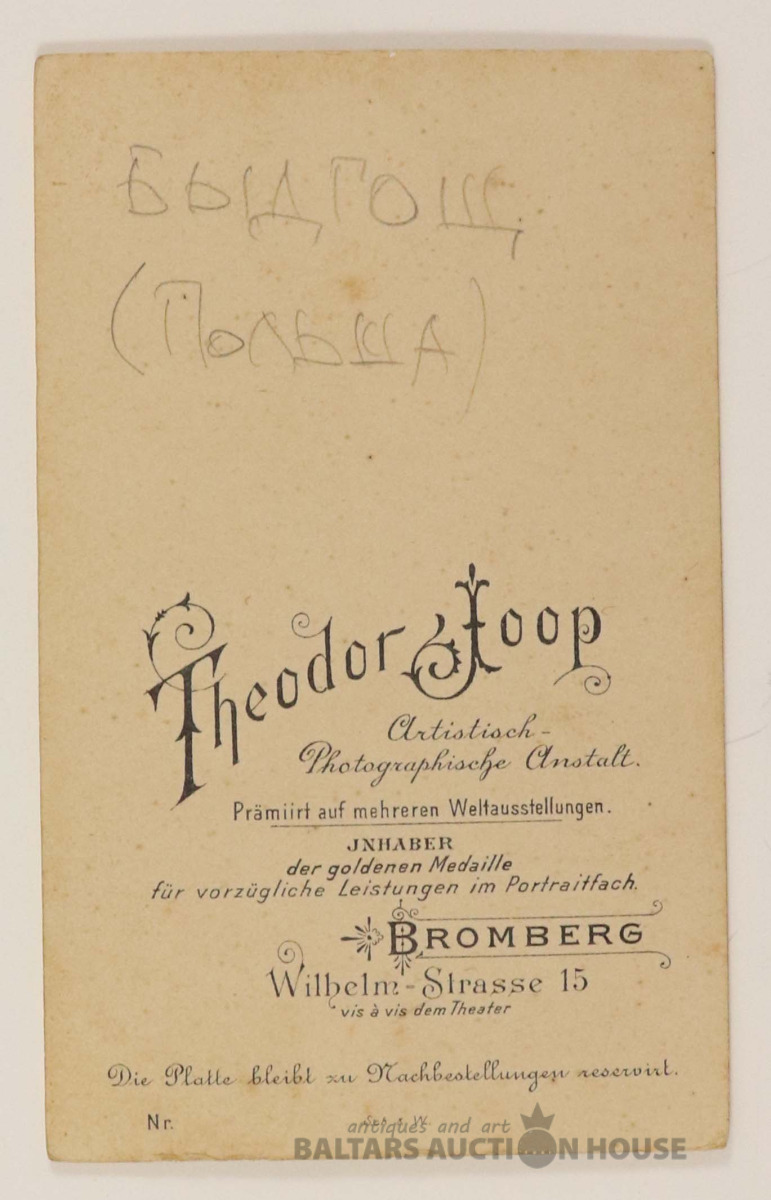 БЫДГОЩ
(ПОЛЬША)
Theodor Joop
Artistisch-
Photographische Anstalt.
Prämiirt auf mehreren Weltausstellungen.
JNHABER
der goldenen Medaille
für vorzügliche Leistungen im Portraitfach.
BROMBERG
Wilhelm-Strasse 15
vis à vis dem Theater
Die Platte bleibt zu Nachbestellungen reservirt.
Nr.
antiques and art
BALTARS AUCTION HOUSE